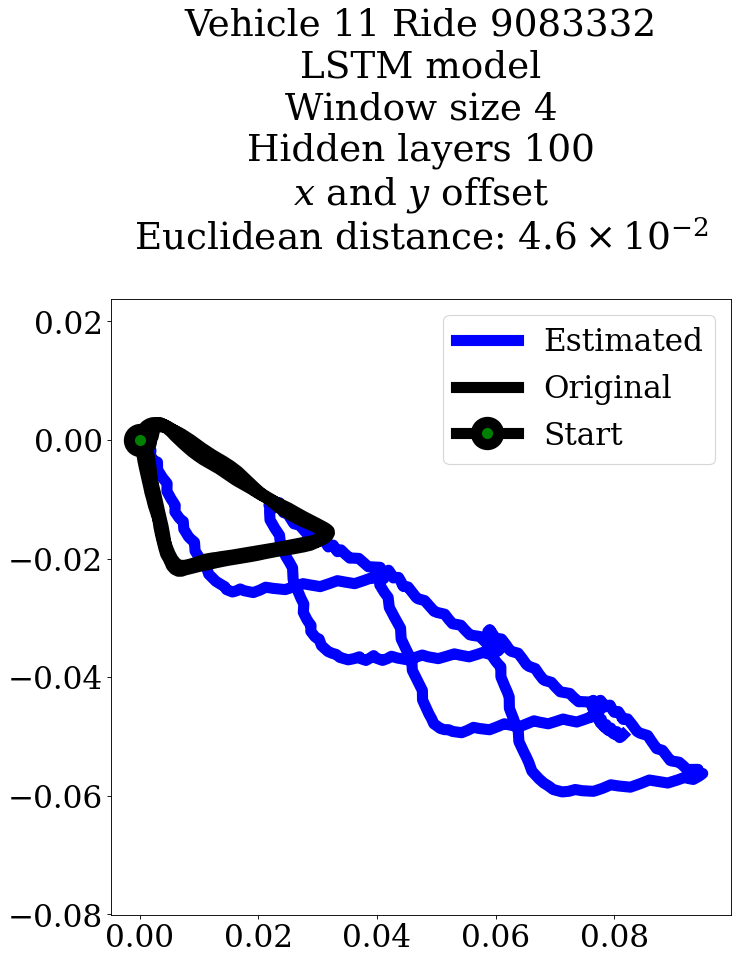 Vehicle 11 Ride 9083332
LSTM model
Window size 4
Hidden layers 100
x and y offset
Euclidean distance: 4.6 × 10⁻²
Estimated
Original
Start
0.02
0.00
−0.02
−0.04
−0.06
−0.08
0.00 0.02 0.04 0.06 0.08